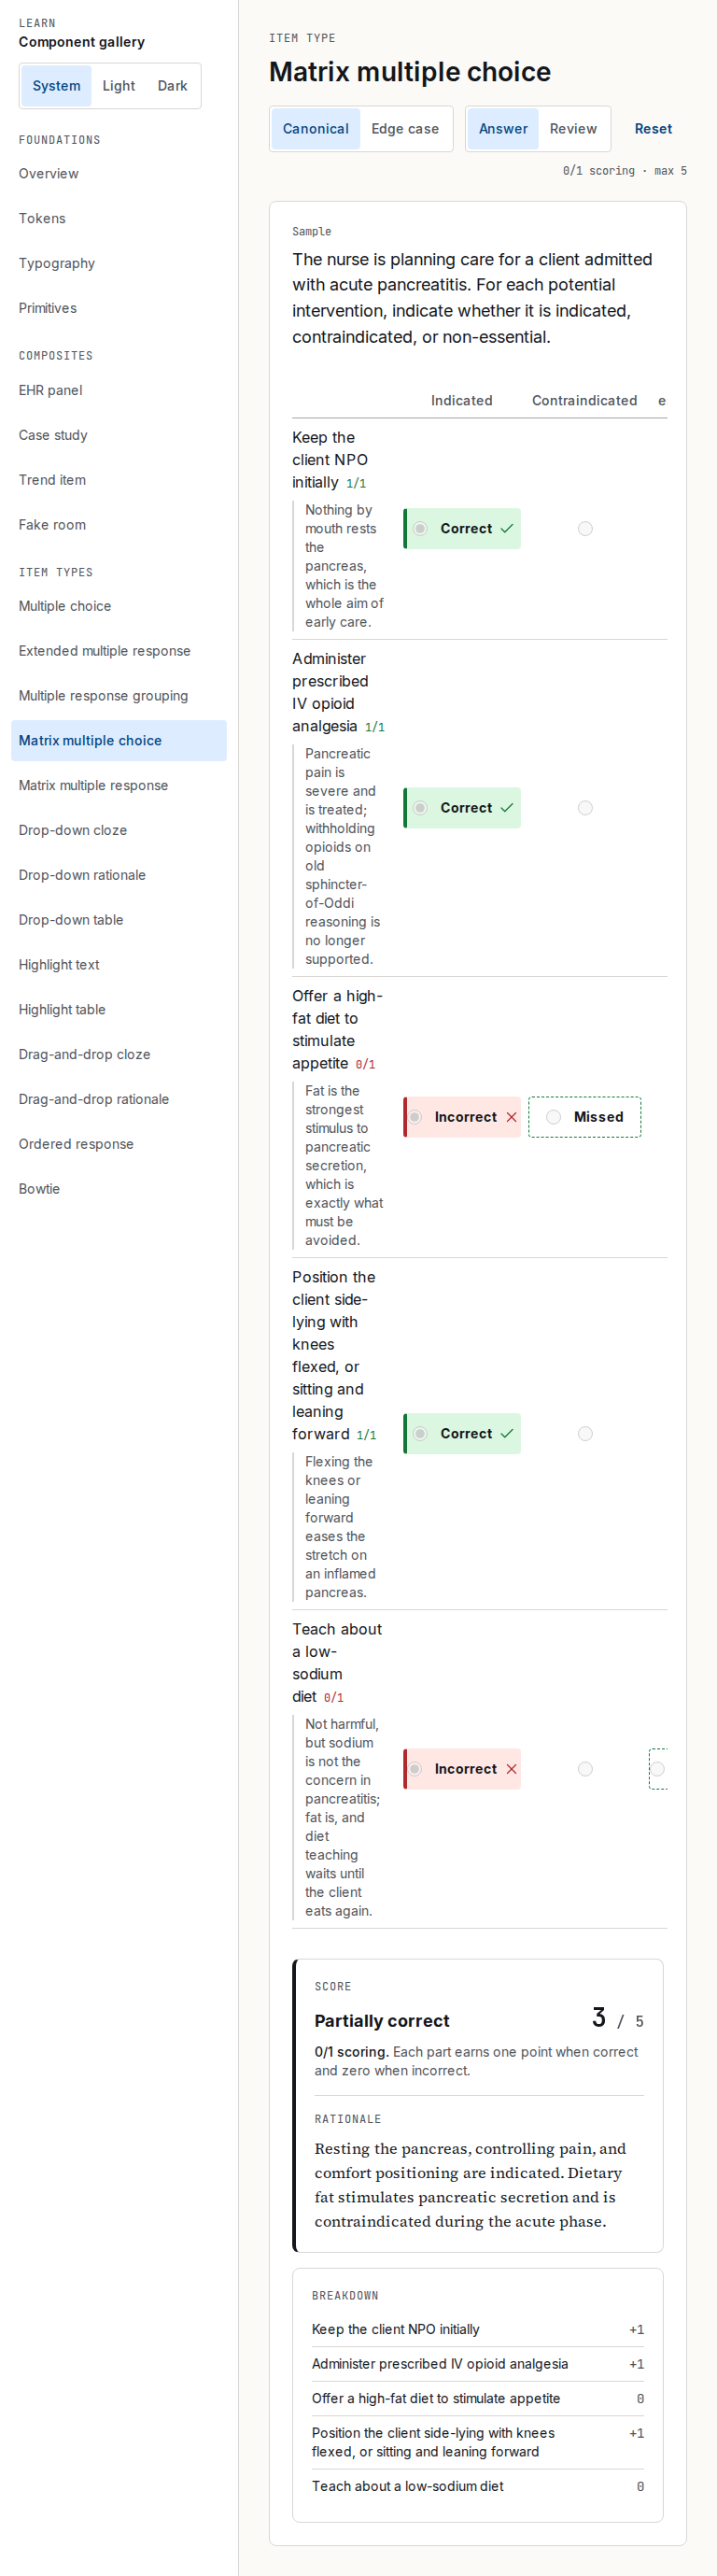 LEARN
Component gallery
System Light Dark
FOUNDATIONS
Overview
Tokens
Typography
Primitives
COMPOSITES
EHR panel
Case study
Trend item
Fake room
ITEM TYPES
Multiple choice
Extended multiple response
Multiple response grouping
Matrix multiple choice
Matrix multiple response
Drop-down cloze
Drop-down rationale
Drop-down table
Highlight text
Highlight table
Drag-and-drop cloze
Drag-and-drop rationale
Ordered response
Bowtie
ITEM TYPE
Matrix multiple choice
Canonical Edge case Answer Review Reset
0/1 scoring · max 5
Sample
The nurse is planning care for a client admitted
with acute pancreatitis. For each potential
intervention, indicate whether it is indicated,
contraindicated, or non-essential.
Indicated Contraindicated e
Keep the
client NPO
initially 1/1
Nothing by
mouth rests
the
pancreas,
which is the
whole aim of
early care.
Correct
Administer
prescribed
IV opioid
analgesia 1/1
Pancreatic
pain is
severe and
is treated;
withholding
opioids on
old
sphincter-
of-Oddi
reasoning is
no longer
supported.
Correct
Offer a high-
fat diet to
stimulate
appetite 0/1
Fat is the
strongest
stimulus to
pancreatic
secretion,
which is
exactly what
must be
avoided.
Incorrect Missed
Position the
client side-
lying with
knees
flexed, or
sitting and
leaning
forward 1/1
Flexing the
knees or
leaning
forward
eases the
stretch on
an inflamed
pancreas.
Correct
Teach about
a low-
sodium
diet 0/1
Not harmful,
but sodium
is not the
concern in
pancreatitis;
fat is, and
diet
teaching
waits until
the client
eats again.
Incorrect
SCORE
Partially correct 3 / 5
0/1 scoring. Each part earns one point when correct
and zero when incorrect.
RATIONALE
Resting the pancreas, controlling pain, and
comfort positioning are indicated. Dietary
fat stimulates pancreatic secretion and is
contraindicated during the acute phase.
BREAKDOWN
Keep the client NPO initially +1
Administer prescribed IV opioid analgesia +1
Offer a high-fat diet to stimulate appetite 0
Position the client side-lying with knees +1
flexed, or sitting and leaning forward
Teach about a low-sodium diet 0